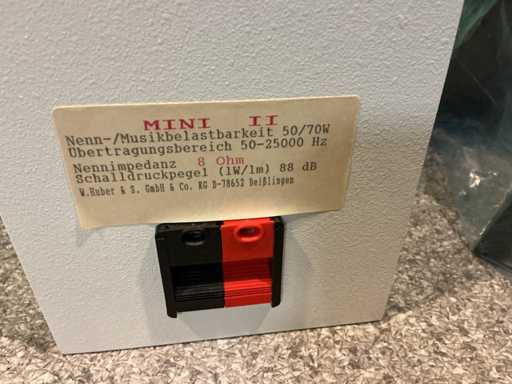 MINI II
Nenn-/Musikbelastbarkeit 50/70W
Übertragungsbereich 50-25000 Hz
Nennimpedanz 8 Ohm
Schalldruckpegel (1W/1m) 88 dB
W.Huber & S. GmbH & Co. KG D-78652 Deißlingen